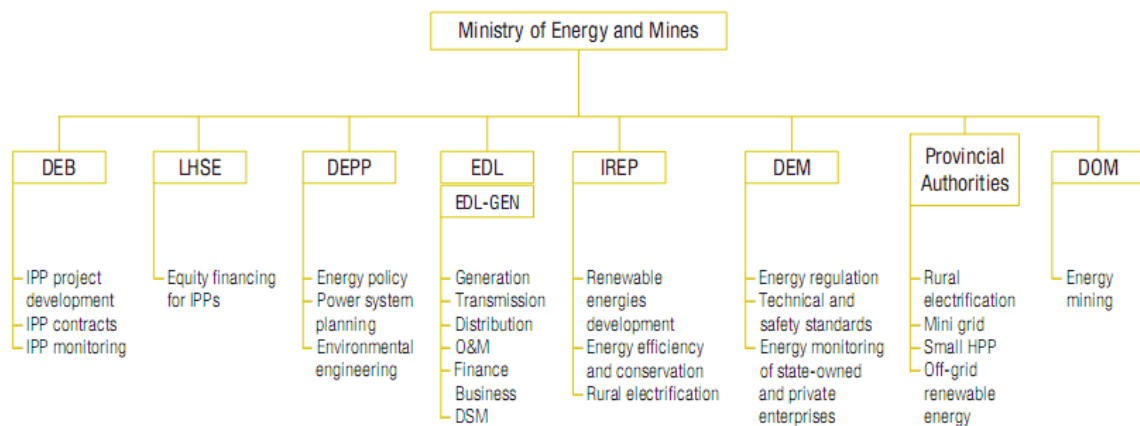 Ministry of Energy and Mines
DEB
LHSE
DEPP
EDL
EDL-GEN
IREP
DEM
Provincial
Authorities
DOM
IPP project
development
IPP contracts
IPP monitoring
Equity financing
for IPPs
Energy policy
Power system
planning
Environmental
engineering
Generation
Transmission
Distribution
O&M
Finance
Business
DSM
Renewable
energies
development
Energy efficiency
and conservation
Rural electrification
Energy regulation
Technical and
safety standards
Energy monitoring
of state-owned
and private
enterprises
Rural
electrification
Mini grid
Small HPP
Off-grid
renewable
energy
Energy
mining